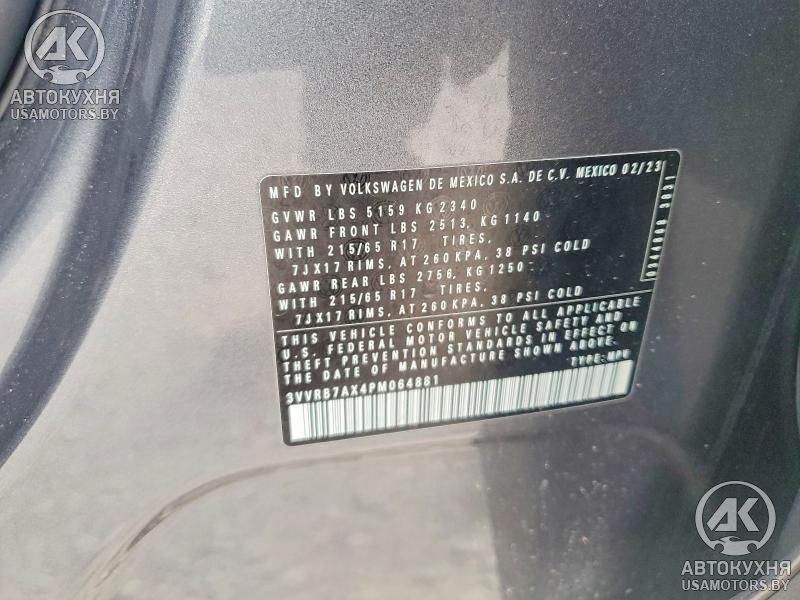 AK
АВТОКУХНЯ
USAMOTORS.BY
MFD BY VOLKSWAGEN DE MEXICO S.A. DE C.V. MEXICO 02/23
GVWR LBS 5159 KG 2340
GAWR FRONT LBS 2513, KG 1140
WITH 215/65 R17 TIRES,
7JX17 RIMS, AT 260 KPA, 38 PSI COLD
GAWR REAR LBS 2756, KG 1250
WITH 215/65 R17 TIRES,
7JX17 RIMS, AT 260 KPA, 38 PSI COLD
THIS VEHICLE CONFORMS TO ALL APPLICABLE
U.S. FEDERAL MOTOR VEHICLE SAFETY AND
THEFT PREVENTION STANDARDS IN EFFECT ON
THE DATE OF MANUFACTURE SHOWN ABOVE.
TYPE: MPV
3VVRB7AX4PM064881
AK
АВТОКУХНЯ
USAMOTORS.BY